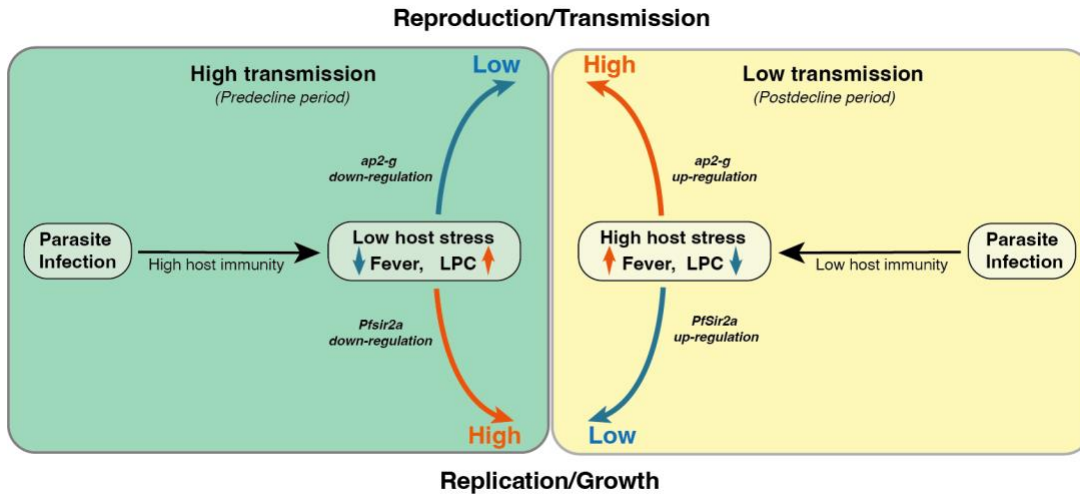 Reproduction/Transmission
High transmission
(Predecline period)
Low
ap2-g
down-regulation
Parasite
Infection
High host immunity
Low host stress
Fever, LPC
Pfsir2a
down-regulation
High
High
Low transmission
(Postdecline period)
ap2-g
up-regulation
High host stress
Fever, LPC
Low host immunity
Parasite
Infection
PfSir2a
up-regulation
Low
Replication/Growth